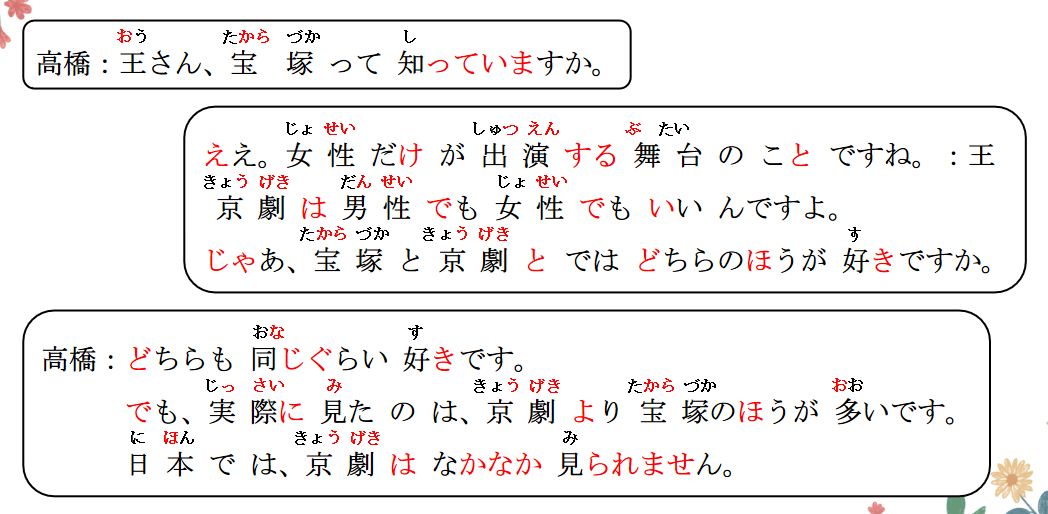 おう たから づか し
高橋：王さん、宝塚って知っていますか。
じょ せい しゅつ えん ぶ たい
ええ。女性だけが出演する舞台のことですね。：王
きょう げき だん せい じょ せい
京劇は男性でも女性でもいいんですよ。
たから づか きょう げき す
じゃあ、宝塚と京劇とではどちらのほうが好きですか。
おな す
高橋：どちらも同じぐらい好きです。
じっ さい み きょう げき たから づか おお
でも、実際に見たのは、京劇より宝塚のほうが多いです。
に ほん きょう げき み
日本では、京劇はなかなか見られません。